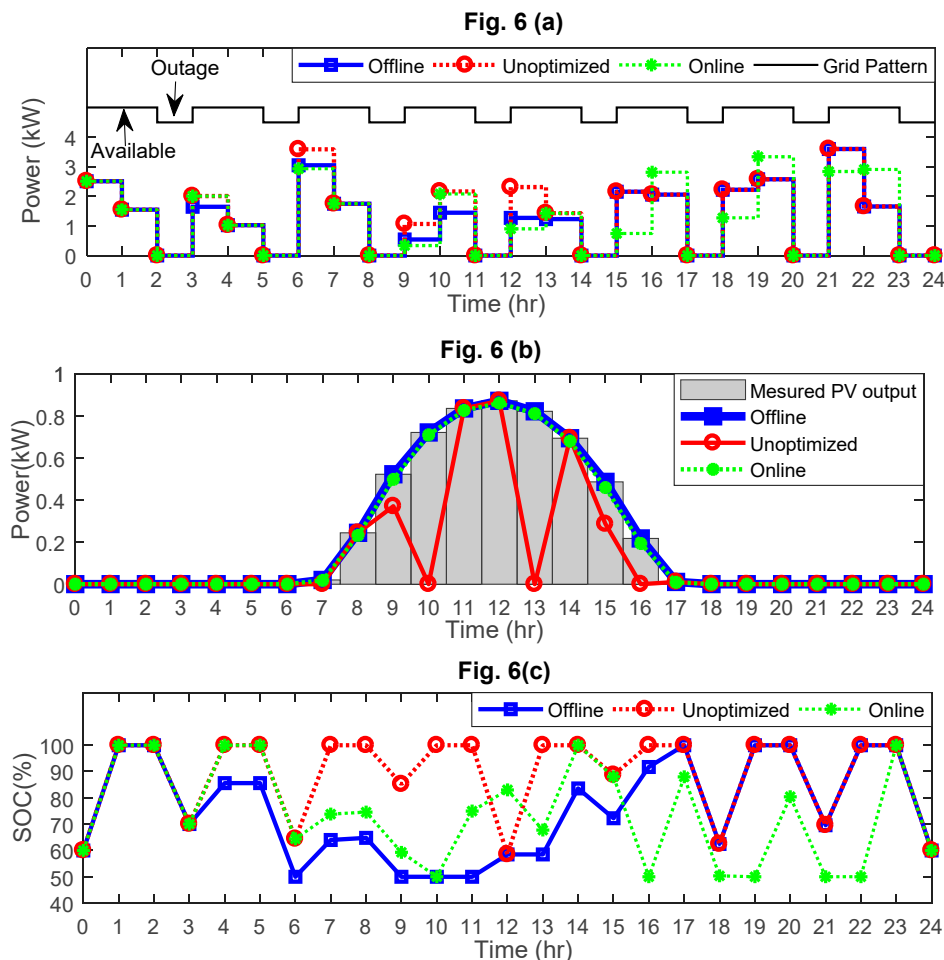 Fig. 6 (a)
Outage
Offline Unoptimized Online Grid Pattern
Available
Power (kW)
4
3
2
1
0
0 1 2 3 4 5 6 7 8 9 10 11 12 13 14 15 16 17 18 19 20 21 22 23 24
Time (hr)
Fig. 6 (b)
Mesured PV output
Offline
Unoptimized
Online
Power(kW)
1
0.8
0.6
0.4
0.2
0
0 1 2 3 4 5 6 7 8 9 10 11 12 13 14 15 16 17 18 19 20 21 22 23 24
Time (hr)
Fig. 6(c)
Offline Unoptimized Online
SOC(%)
100
90
80
70
60
50
40
0 1 2 3 4 5 6 7 8 9 10 11 12 13 14 15 16 17 18 19 20 21 22 23 24
Time (hr)